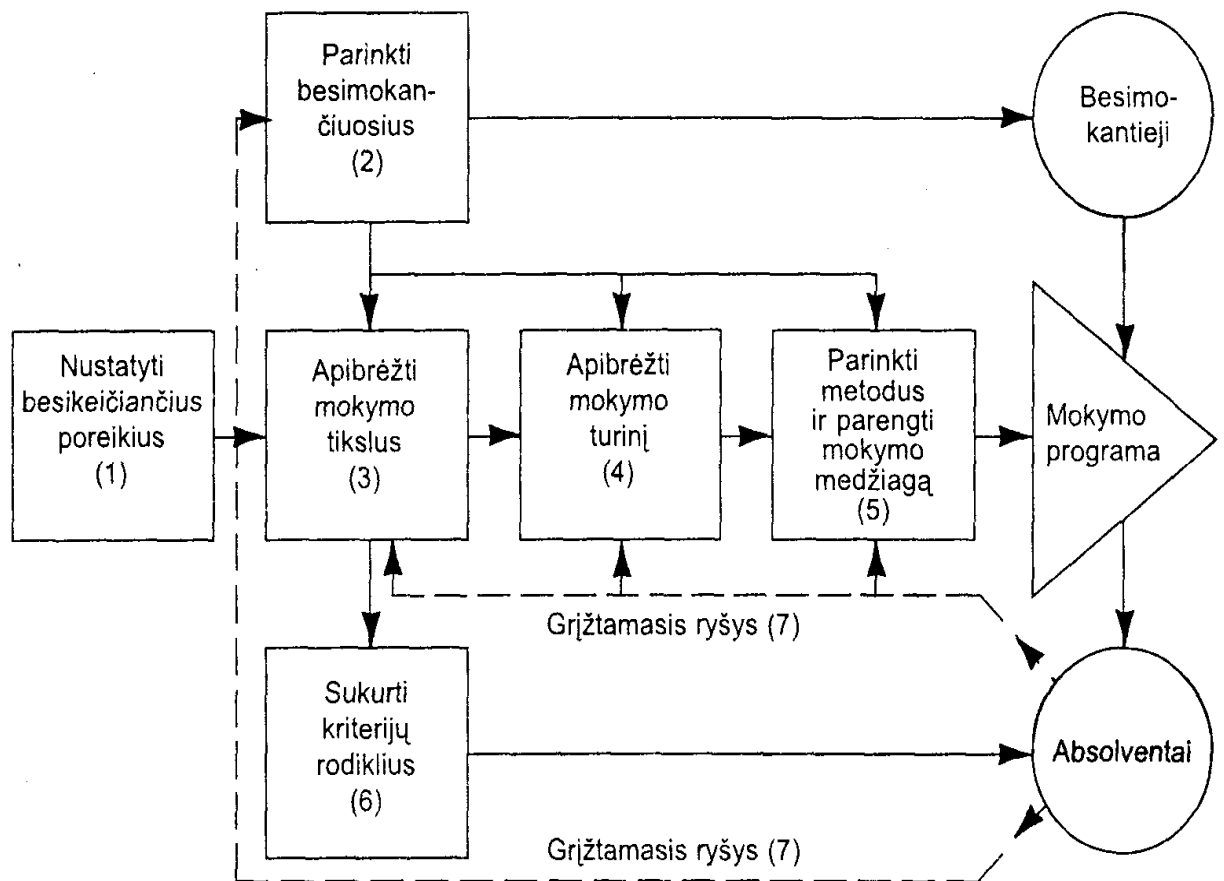 Parinkti
besimokan-
čiuosius
(2)
Besimo-
kantieji
Nustatyti
besikeičiančius
poreikius
(1)
Apibrėžti
mokymo
tikslus
(3)
Apibrėžti
mokymo
turinį
(4)
Parinkti
metodus
ir parengti
mokymo
medžiagą
(5)
Mokymo
programa
Grįžtamasis ryšys (7)
Sukurti
kriterijų
rodiklius
(6)
Absolventai
Grįžtamasis ryšys (7)